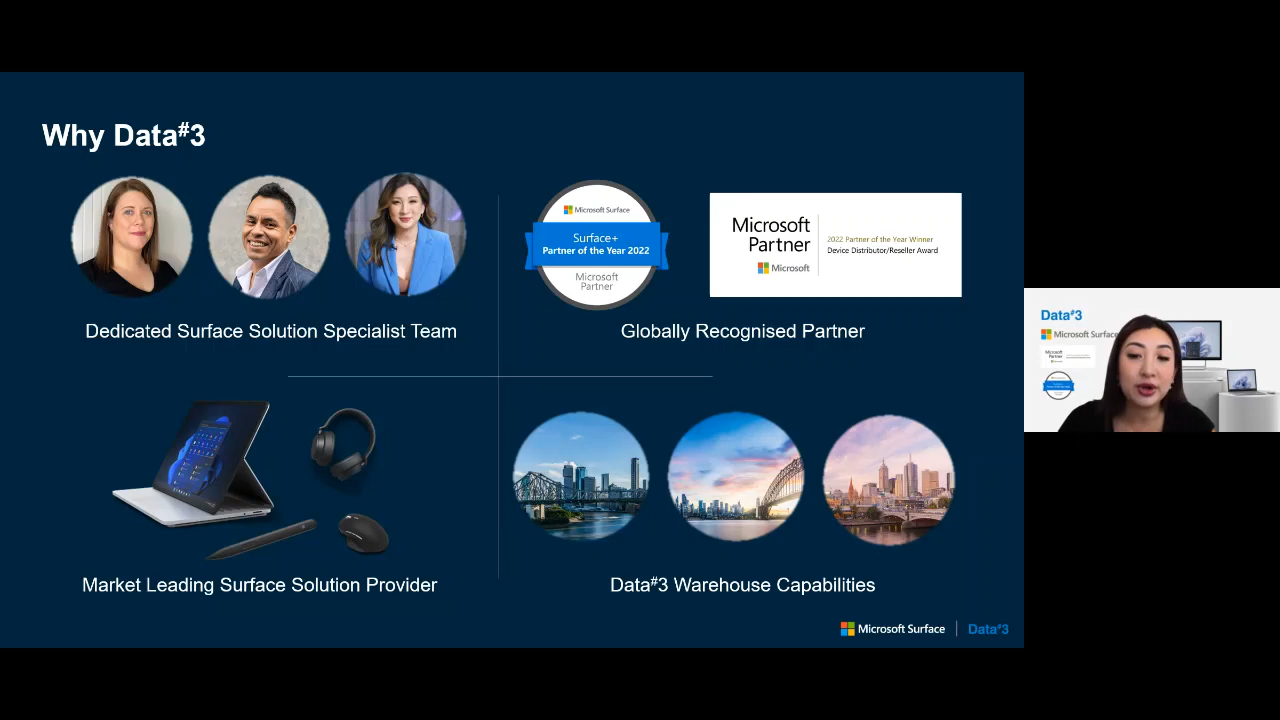 Why Data#3
Microsoft Surface
Surface+
Partner of the Year 2022
Microsoft
Partner
Microsoft
Partner
Microsoft
2022 Partner of the Year Winner
Device Distributor/Reseller Award
Dedicated Surface Solution Specialist Team
Globally Recognised Partner
Market Leading Surface Solution Provider
Data#3 Warehouse Capabilities
Microsoft Surface
Data#3
Data#3
Microsoft Surface
Microsoft
Partner